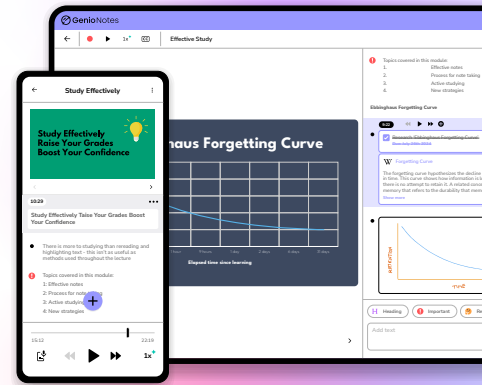 GenioNotes
1x
CC
Effective Study
Topics covered in this module:
1. Effective notes
2. Process for note taking
3. Active studying
4. New strategies
Ebbinghaus Forgetting Curve
Research Ebbinghaus Forgetting Curve
W Forgetting Curve
The forgetting curve hypothesizes the decline
in time. This curve shows how information is
there is no attempt to retain it. A related
memory that refers to the durability that
Show more
RETENTION
TIME
H Heading
Important
Add text
haus Forgetting Curve
Elapsed time since learning
Study Effectively
Study Effectively
Raise Your Grades
Boost Your Confidence
10:29
Study Effectively Taise Your Grades Boost
Your Confidence
There is more to studying than rereading and
highlighting text - this isn't as useful as
methods used throughout the lecture
Topics covered in this module:
1: Effective notes
2: Process for note
3: Active studying
4: New strategies
15:12
22:19
1x